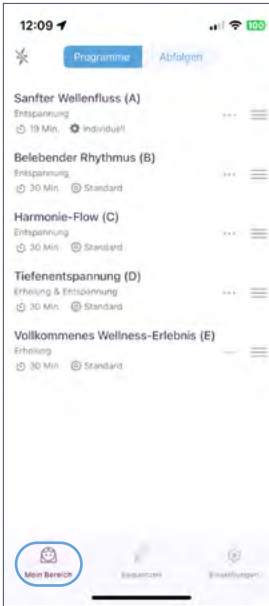 12:09
100
Programme
Abfolgen
Sanfter Wellenfluss (A)
Entspannung
19 Min. Individuell
Belebender Rhythmus (B)
Entspannung
30 Min. Standard
Harmonie-Flow (C)
Entspannung
30 Min. Standard
Tiefenentspannung (D)
Erholung & Entspannung
30 Min. Standard
Vollkommenes Wellness-Erlebnis (E)
Erholung
30 Min. Standard
Mein Bereich
Sequenzen
Einstellungen